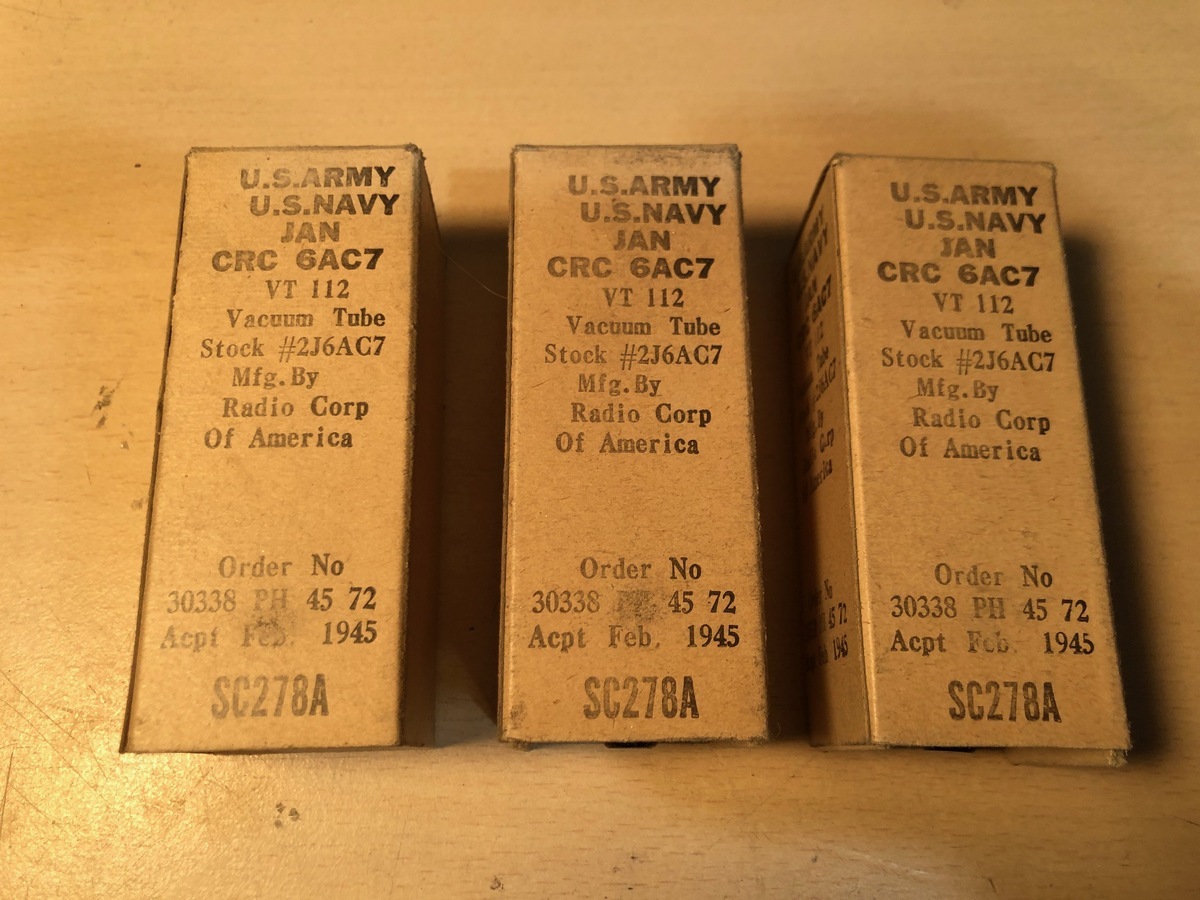 U.S.ARMY
U.S.NAVY
JAN
CRC 6AC7
VT 112
Vacuum Tube
Stock #2J6AC7
Mfg.By
Radio Corp
Of America
Order No
30338 PH 45 72
Acpt Feb. 1945
SC278A
U.S.ARMY
U.S.NAVY
JAN
CRC 6AC7
VT 112
Vacuum Tube
Stock #2J6AC7
Mfg.By
Radio Corp
Of America
Order No
30338 PH 45 72
Acpt Feb. 1945
SC278A
U.S.ARMY
U.S.NAVY
JAN
CRC 6AC7
VT 112
Vacuum Tube
Stock #2J6AC7
Mfg.By
Radio Corp
Of America
Order No
30338 PH 45 72
Acpt Feb. 1945
SC278A